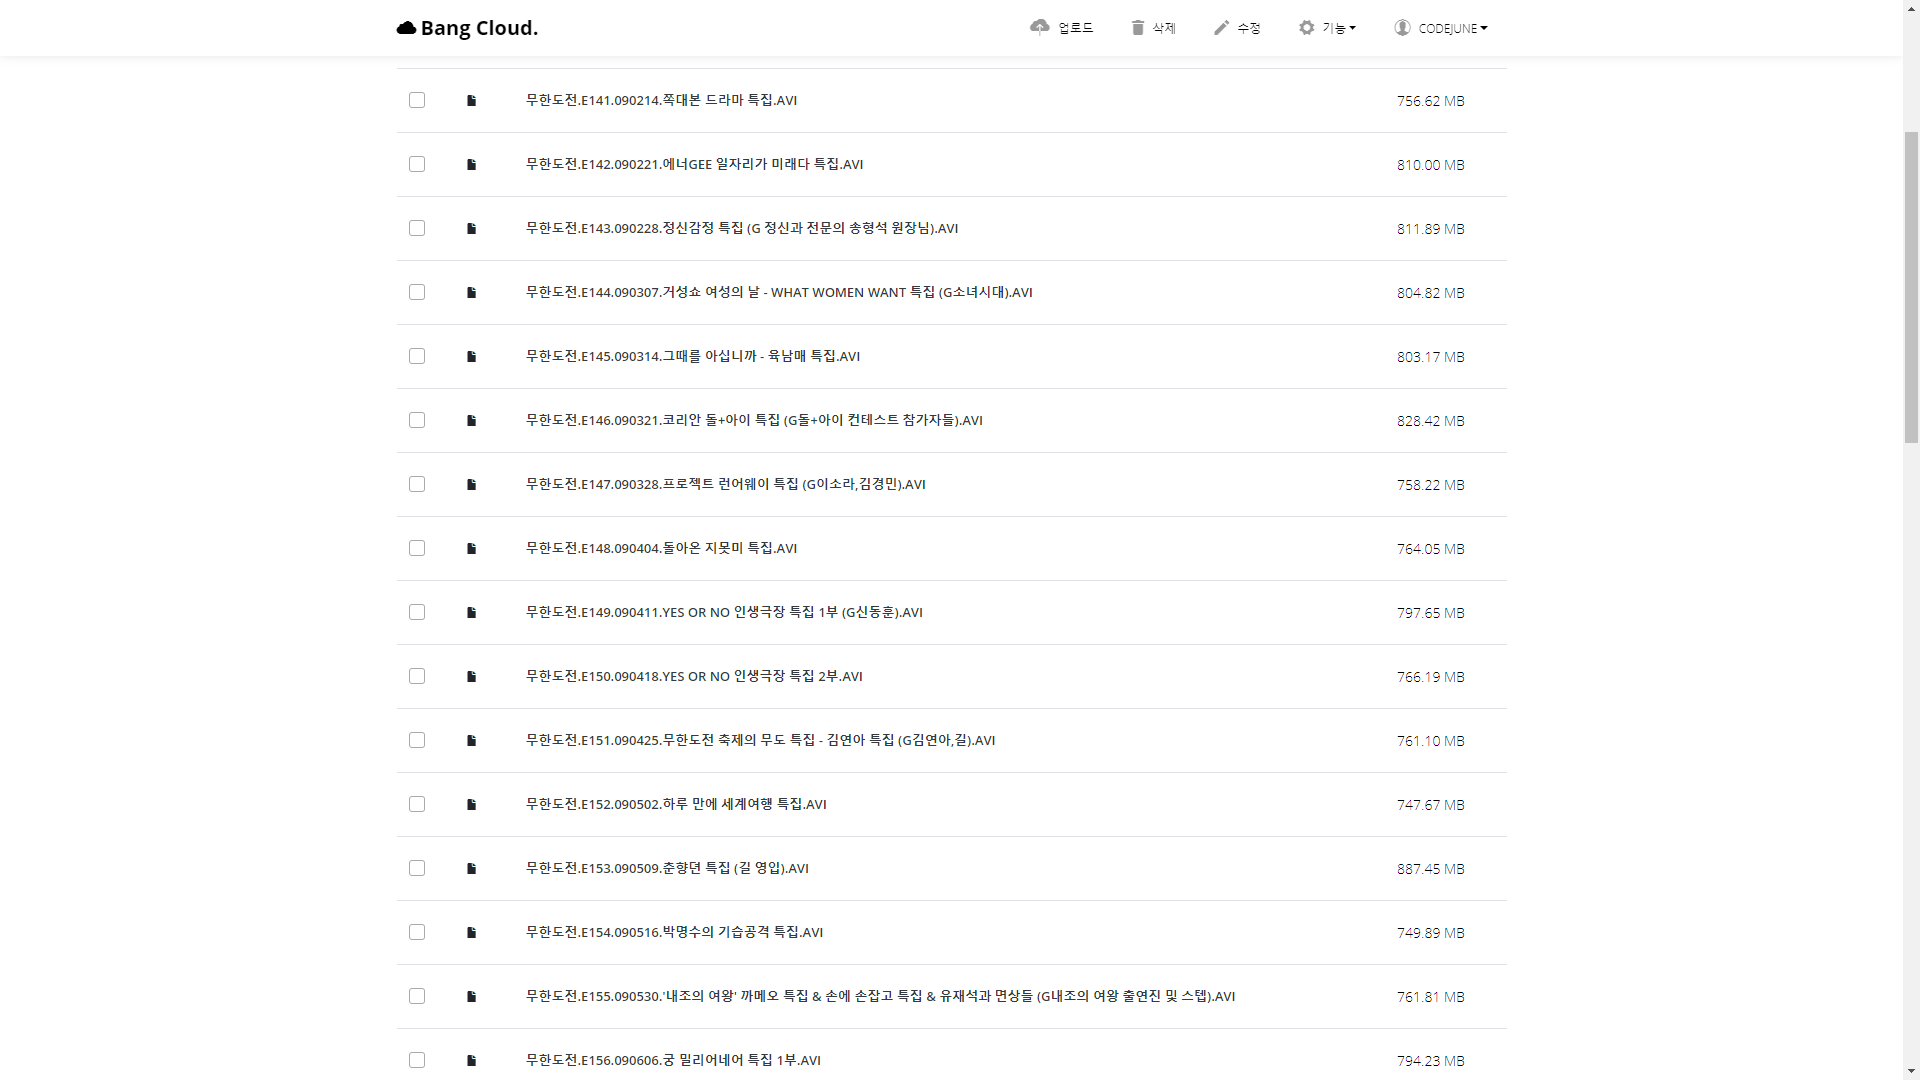 Bang Cloud.
업로드 삭제 수정 기능 CODEJUNE
무한도전.E141.090214.쪽대본 드라마 특집.AVI 756.62 MB
무한도전.E142.090221.에너GEE 일자리가 미래다 특집.AVI 810.00 MB
무한도전.E143.090228.정신감정 특집 (G 정신과 전문의 송형석 원장님).AVI 811.89 MB
무한도전.E144.090307.거성쇼 여성의 날 - WHAT WOMEN WANT 특집 (G소녀시대).AVI 804.82 MB
무한도전.E145.090314.그때를 아십니까 - 육남매 특집.AVI 803.17 MB
무한도전.E146.090321.코리안 돌+아이 특집 (G돌+아이 컨테스트 참가자들).AVI 828.42 MB
무한도전.E147.090328.프로젝트 런어웨이 특집 (G이소라,김경민).AVI 758.22 MB
무한도전.E148.090404.돌아온 지못미 특집.AVI 764.05 MB
무한도전.E149.090411.YES OR NO 인생극장 특집 1부 (G신동훈).AVI 797.65 MB
무한도전.E150.090418.YES OR NO 인생극장 특집 2부.AVI 766.19 MB
무한도전.E151.090425.무한도전 축제의 무도 특집 - 김연아 특집 (G김연아,길).AVI 761.10 MB
무한도전.E152.090502.하루 만에 세계여행 특집.AVI 747.67 MB
무한도전.E153.090509.춘향뎐 특집 (길 영입).AVI 887.45 MB
무한도전.E154.090516.박명수의 기습공격 특집.AVI 749.89 MB
무한도전.E155.090530.'내조의 여왕' 까메오 특집 & 손에 손잡고 특집 & 유재석과 면상들 (G내조의 여왕 출연진 및 스텝).AVI 761.81 MB
무한도전.E156.090606.궁 밀리어네어 특집 1부.AVI 794.23 MB